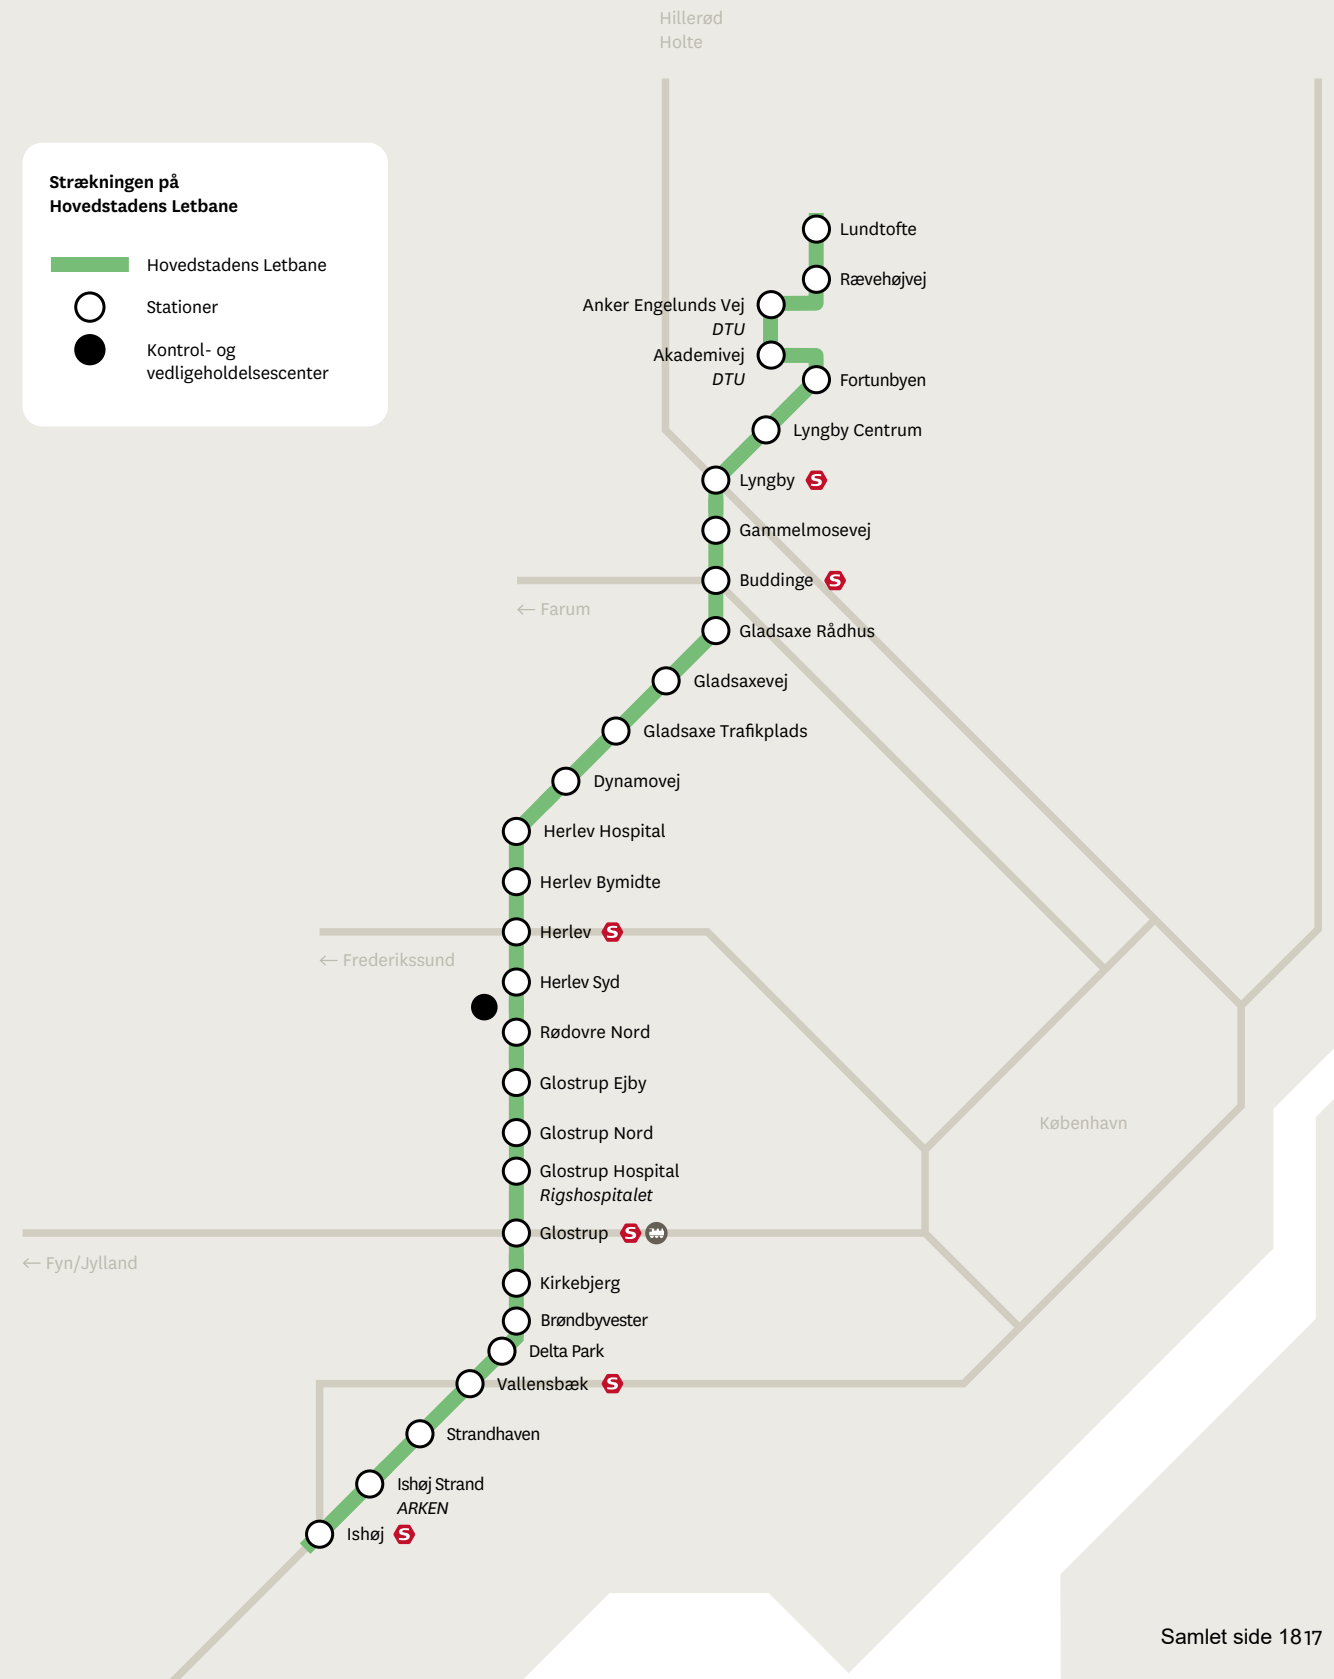 Hillerød
Holte
Strækningen på
Hovedstadens Letbane
Hovedstadens Letbane
Stationer
Kontrol- og
vedligeholdelsescenter
Lundtofte
Rævehøjvej
Anker Engelunds Vej
DTU
Akademivej
DTU
Fortunbyen
Lyngby Centrum
Lyngby S
Gammelmosevej
Buddinge S
← Farum
Gladsaxe Rådhus
Gladsaxevej
Gladsaxe Trafikplads
Dynamovej
Herlev Hospital
Herlev Bymidte
Herlev S
← Frederikssund
Herlev Syd
Rødovre Nord
Glostrup Ejby
København
Glostrup Nord
Glostrup Hospital
Rigshospitalet
Glostrup S
← Fyn/Jylland
Kirkebjerg
Brøndbyvester
Delta Park
Vallensbæk S
Strandhaven
Ishøj Strand
ARKEN
Ishøj S
Samlet side 1817